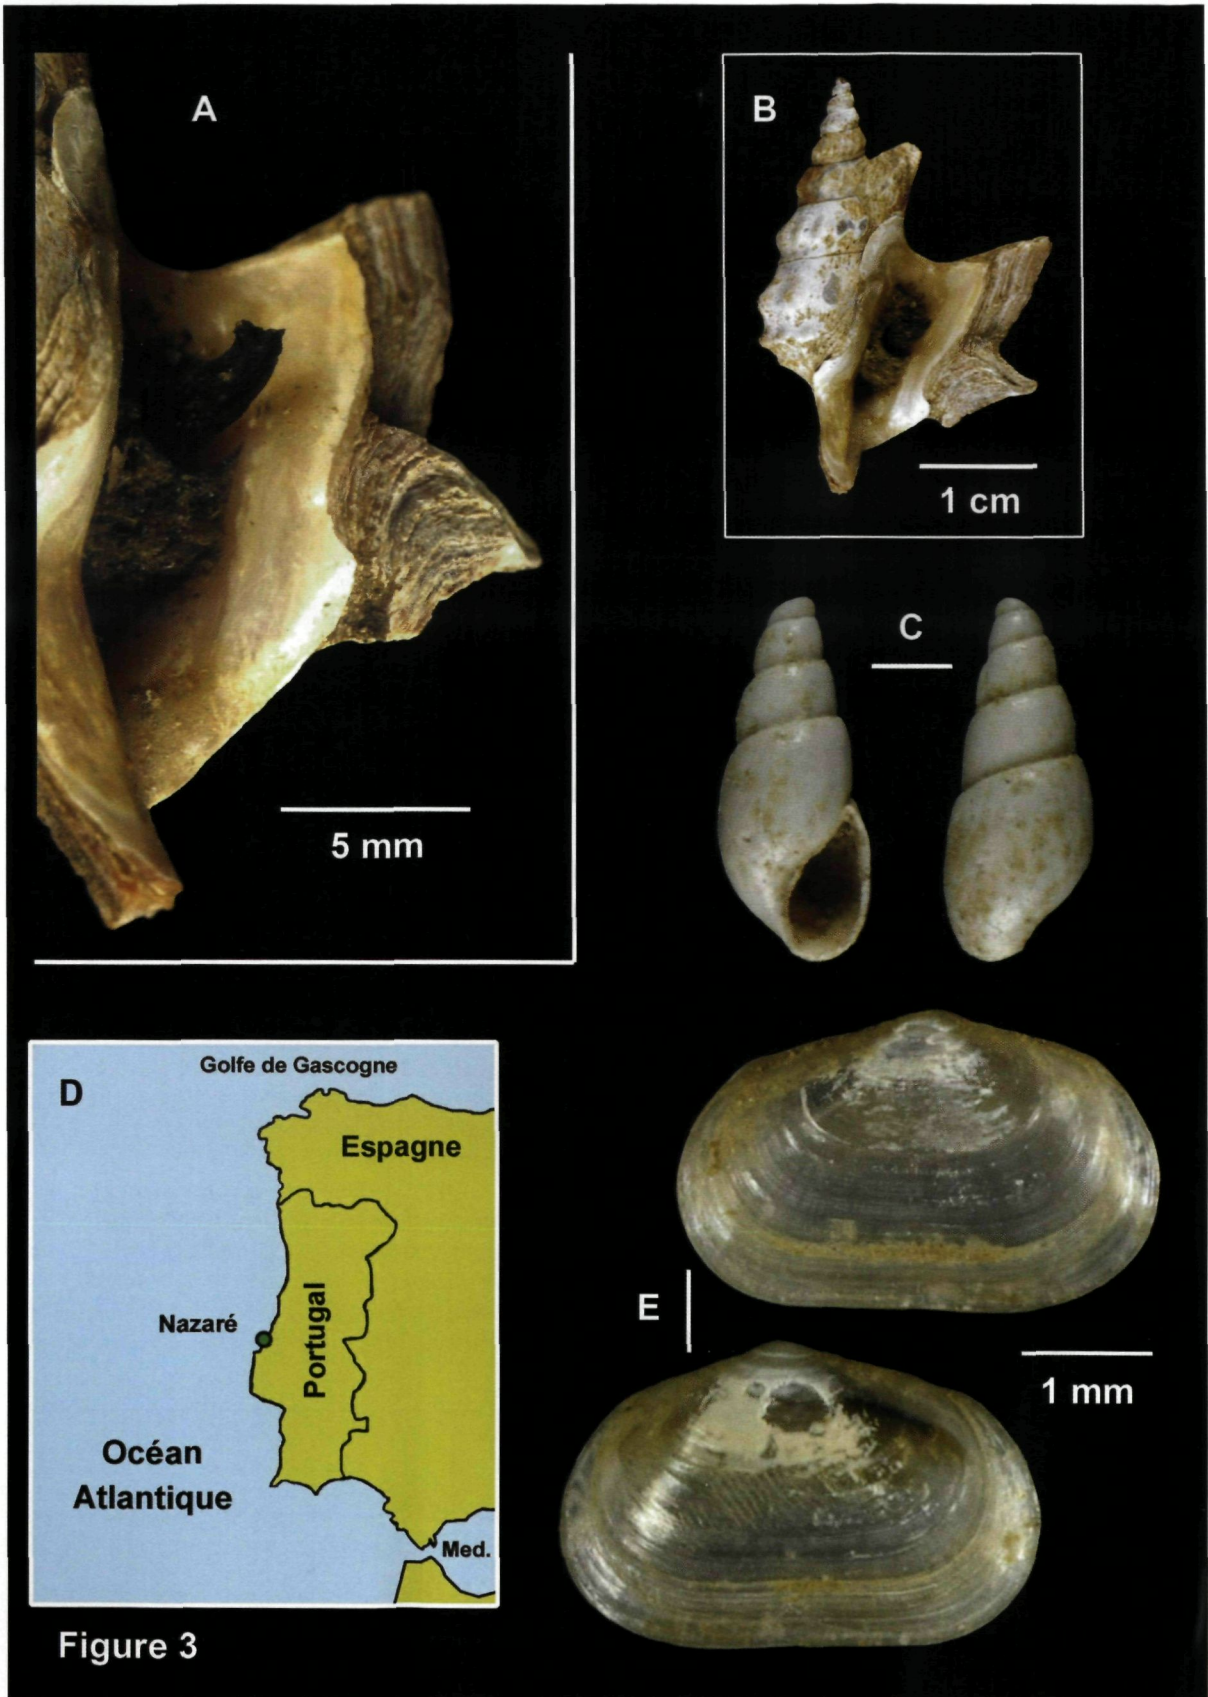 A
B
1 cm
5 mm
C
D
Golfe de Gascogne
Espagne
Portugal
Nazaré
Océan
Atlantique
Med.
E
1 mm
Figure 3